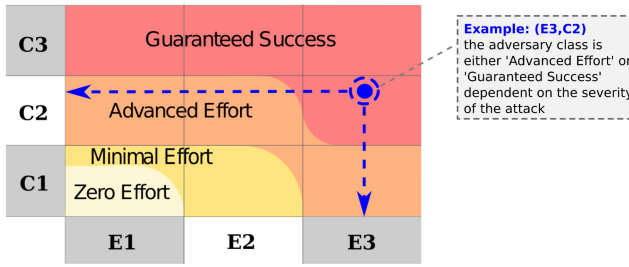 C3
Guaranteed Success
C2
Advanced Effort
C1
Minimal Effort
Zero Effort
E1
E2
E3
Example: (E3,C2)
the adversary class is
either 'Advanced Effort' or
'Guaranteed Success'
dependent on the severity
of the attack